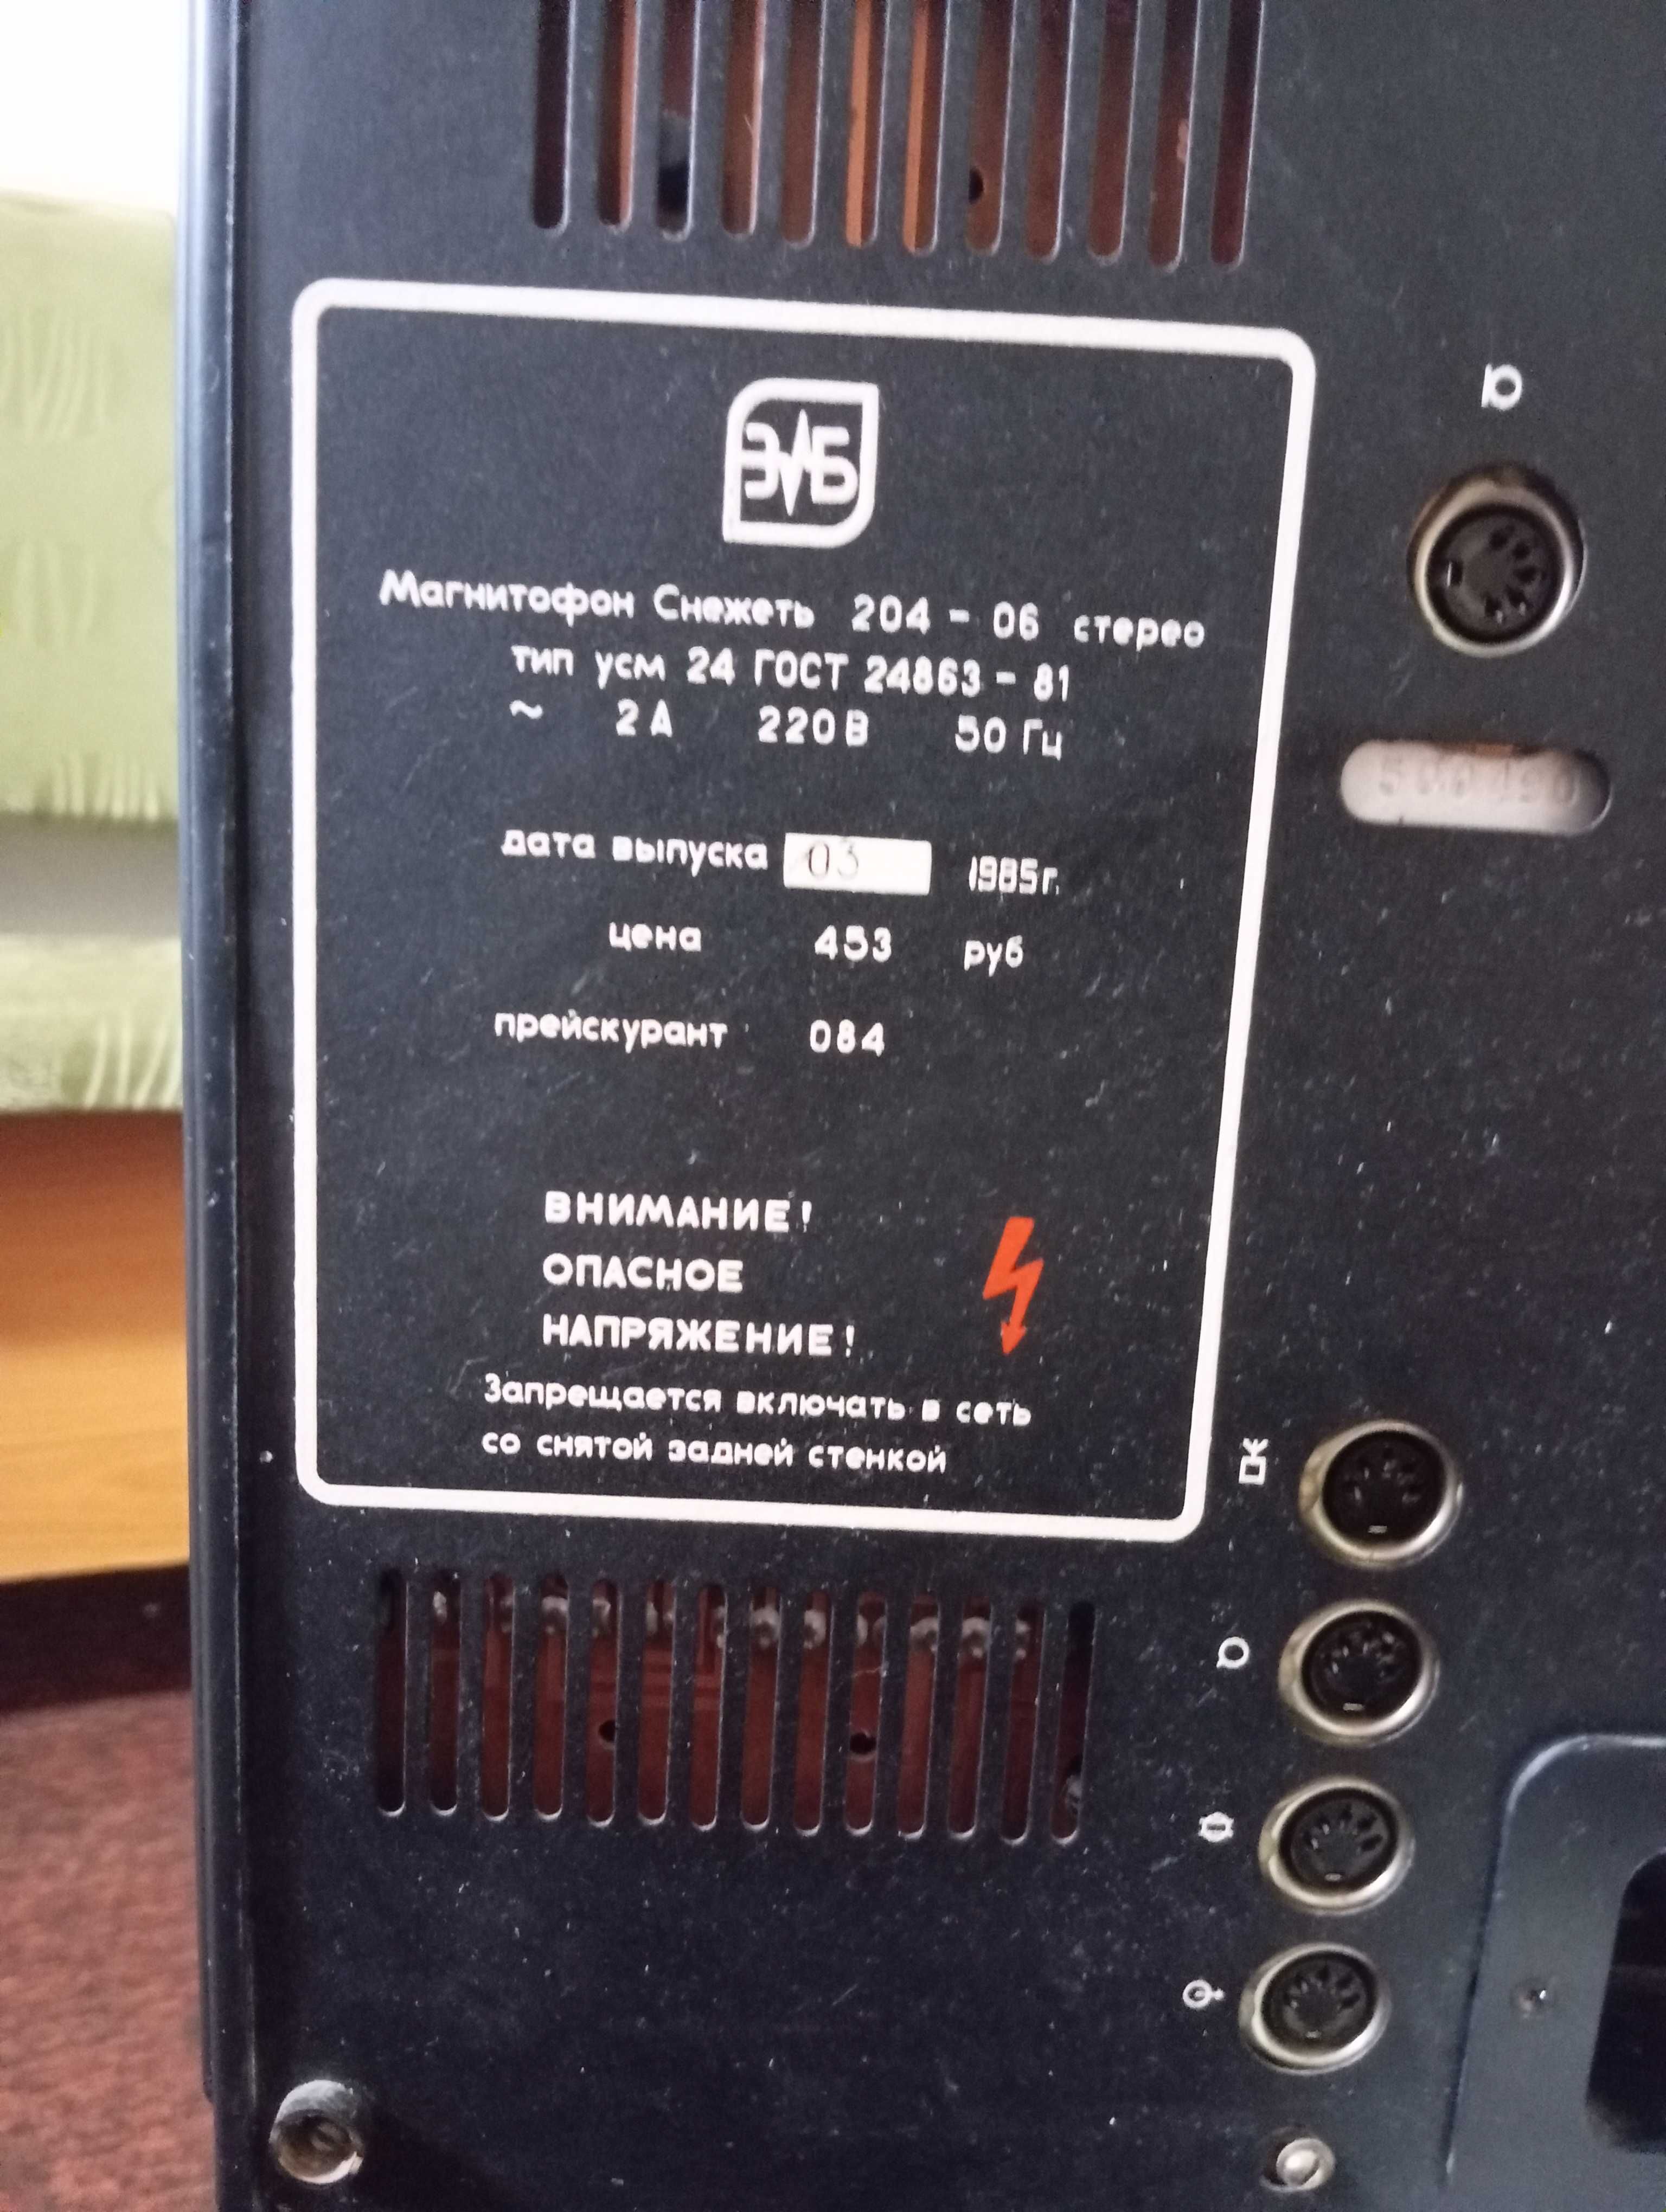 ЭЛБ
Магнитофон Снежеть 204 - 06 стерео
тип усм 24 ГОСТ 24863 - 81
~ 2 А 220 В 50 Гц
дата выпуска 03 1985 г.
цена 453 руб
прейскурант 084
ВНИМАНИЕ!
ОПАСНОЕ
НАПРЯЖЕНИЕ!
Запрещается включать в сеть
со снятой задней стенкой